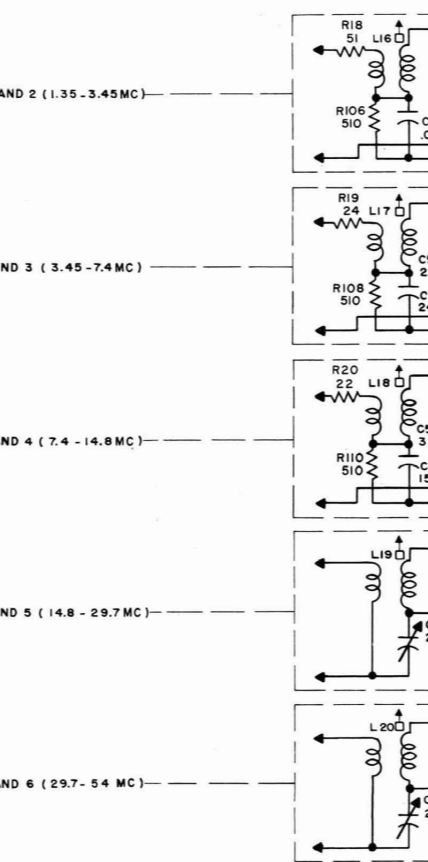 R18
51 L16
AND 2 (1.35-3.45MC)
R106
510
R19
24 L17
AND 3 (3.45-7.4MC)
R108
510
R20
22 L18
AND 4 (7.4-14.8MC)
R110
510
L19
AND 5 (14.8-29.7MC)
L20
AND 6 (29.7-54 MC)